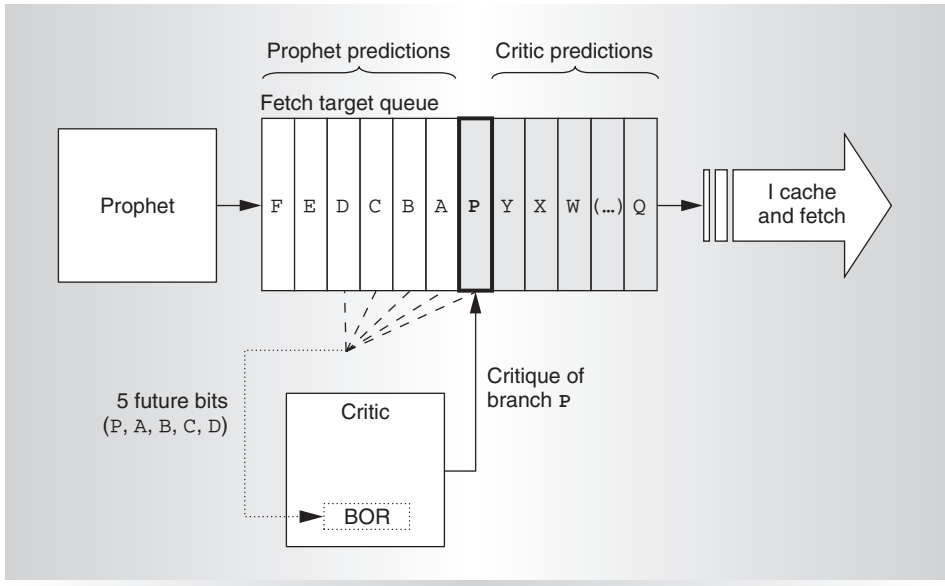 Prophet predictions
Critic predictions
Fetch target queue
Prophet
F E D C B A P Y X W (...) Q
I cache
and fetch
5 future bits
(P, A, B, C, D)
Critique of
branch P
Critic
BOR